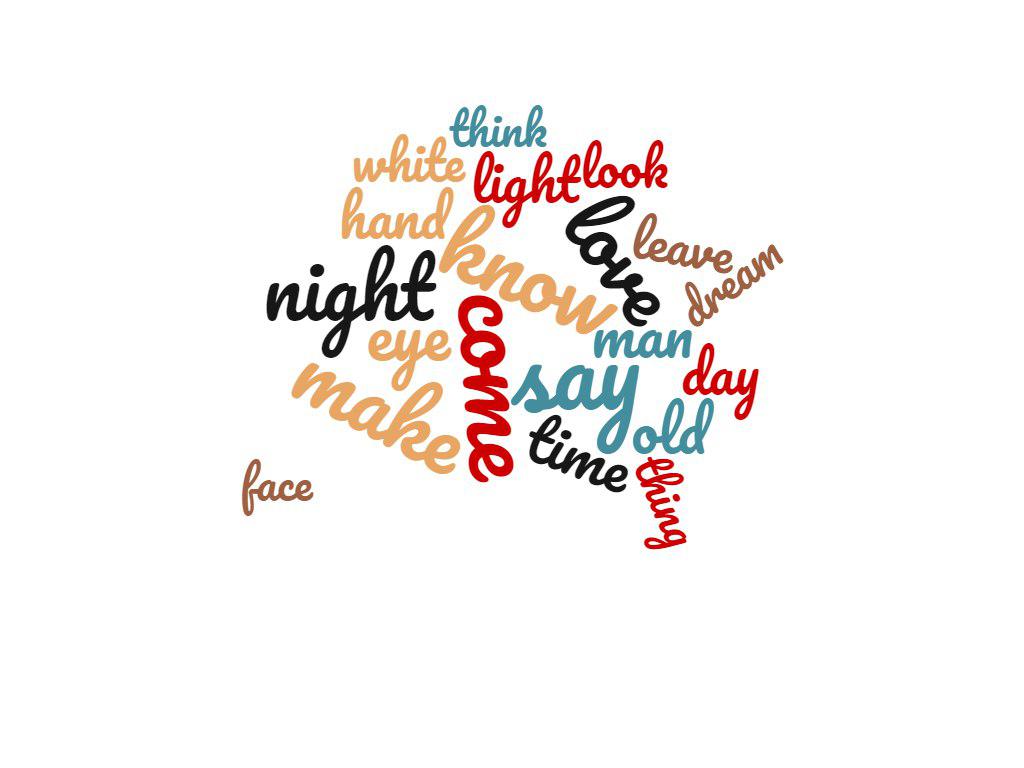 think
white
light
look
hand
know
love
leave
dream
night
come
eye
man
make
say
day
time
old
face
thing